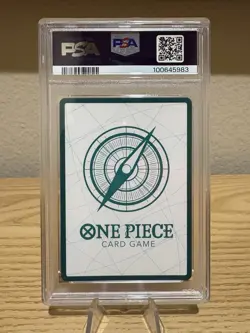 PSA
PSA
100645983
ONE PIECE
CARD GAME